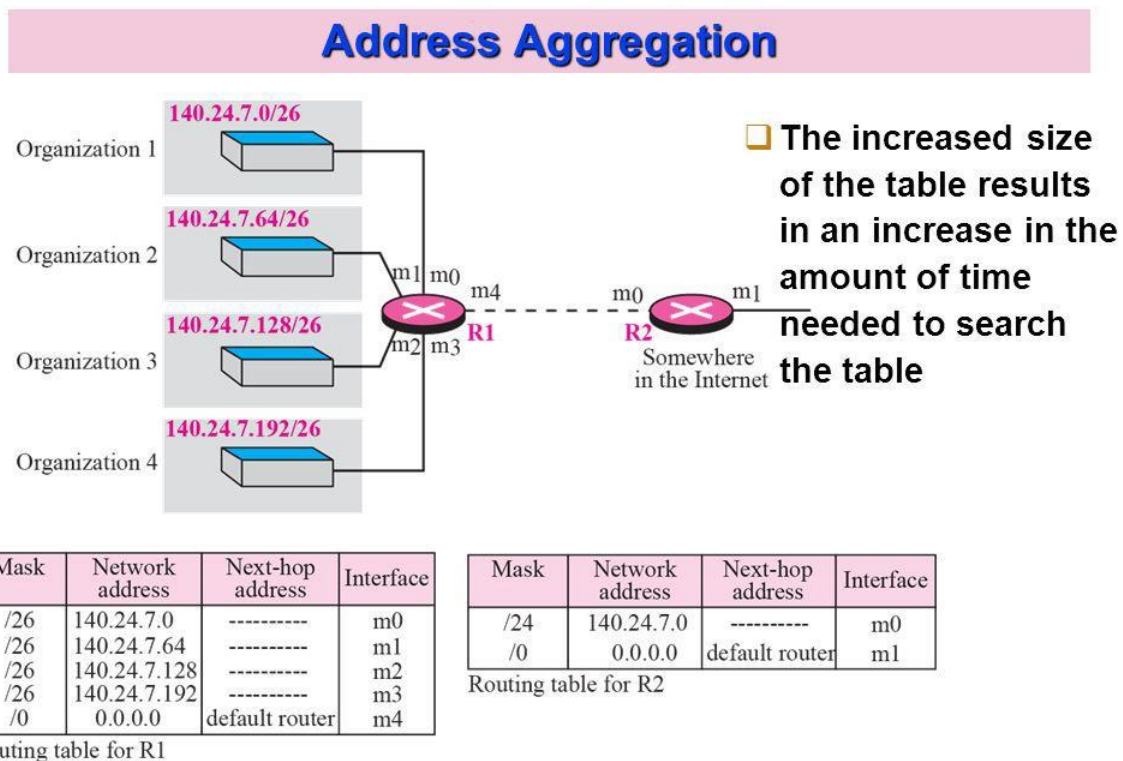 Address Aggregation
140.24.7.0/26
Organization 1
140.24.7.64/26
Organization 2
140.24.7.128/26
Organization 3
140.24.7.192/26
Organization 4
m1 m0
m4
R1
m2 m3
m0
m1
R2
Somewhere
in the Internet
❑ The increased size
of the table results
in an increase in the
amount of time
needed to search
the table
Mask Network address Next-hop address Interface
/26 140.24.7.0 ---------- m0
/26 140.24.7.64 ---------- m1
/26 140.24.7.128 ---------- m2
/26 140.24.7.192 ---------- m3
/0 0.0.0.0 default router m4
uting table for R1
Mask Network address Next-hop address Interface
/24 140.24.7.0 ---------- m0
/0 0.0.0.0 default router m1
Routing table for R2